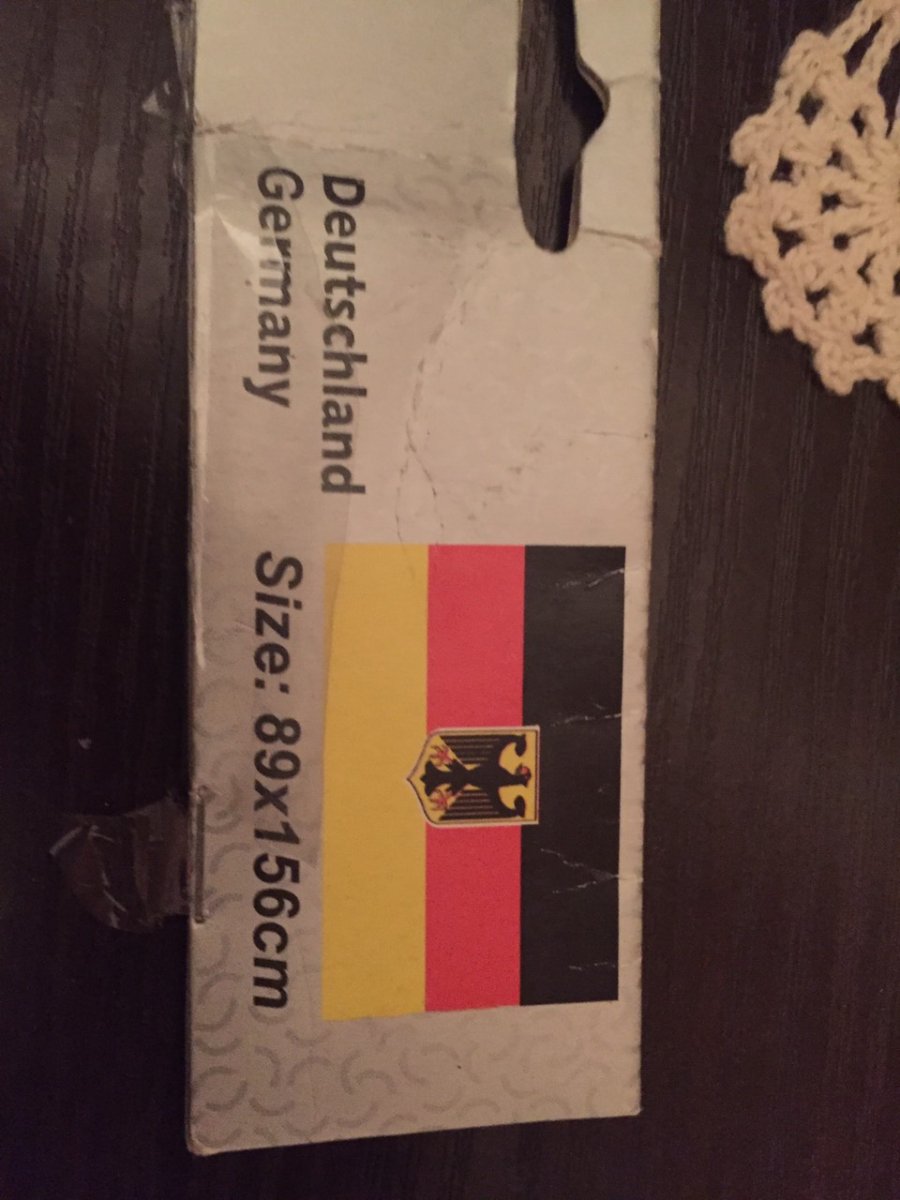 Deutschland
Germany
Size: 89x156cm